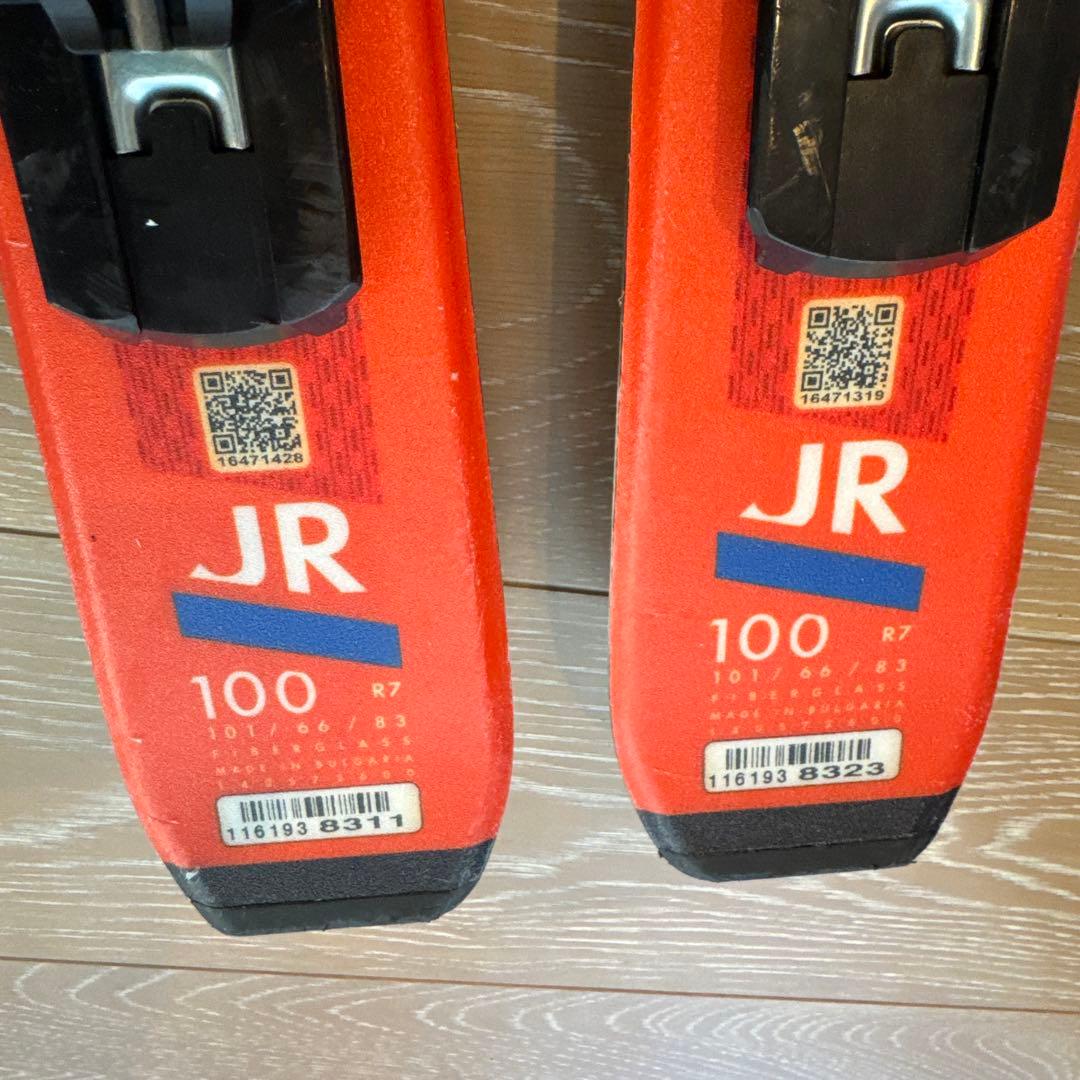 16471428
JR
100 R7
101 / 66 / 83
FIBERGLASS
MADE IN BULGARIA
116193 8311
16471319
JR
100 R7
101 / 66 / 83
FIBERGLASS
MADE IN BULGARIA
116193 8323